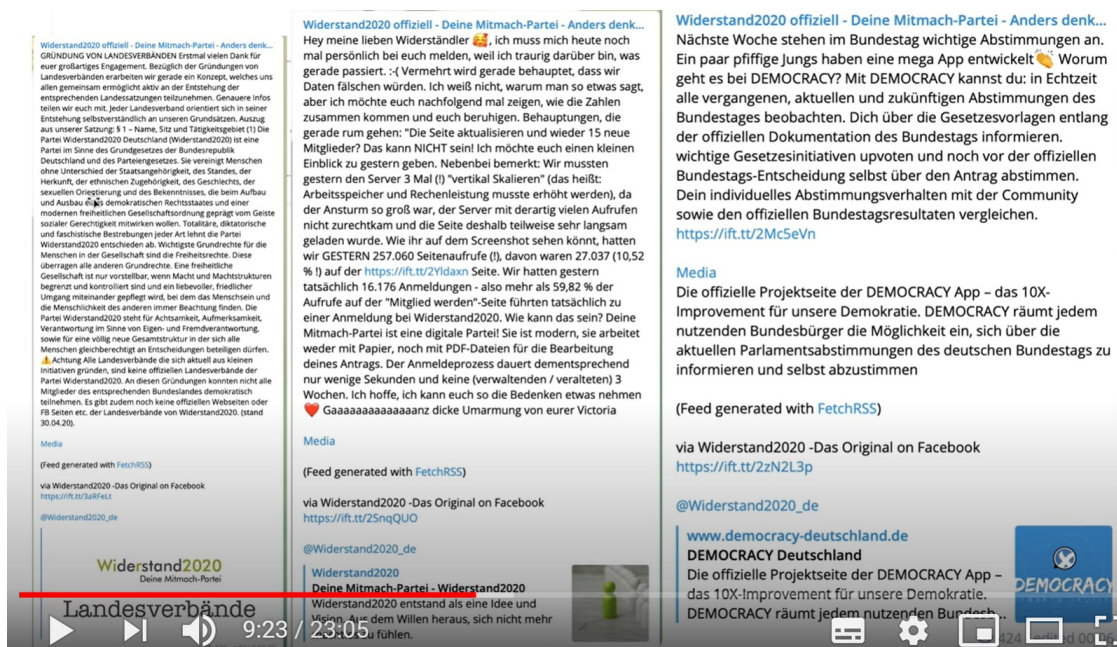 Widerstand2020 offiziell - Deine Mitmach-Partei - Anders denk...
GRÜNDUNG VON LANDESVERBÄNDEN Erstmal vielen Dank für
euer großartiges Engagement. Bezüglich der Gründungen von
Landesverbänden erarbeiten wir gerade ein Konzept, welches uns
allen gemeinsam ermöglicht aktiv an der Entstehung der
entsprechenden Landessatzungen teilzunehmen. Genauere Infos
teilen wir euch mit. Jeder Landesverband orientiert sich in seiner
Entstehung selbstverständlich an unseren Grundsätzen. Auszug
aus unserer Satzung: § 1 – Name, Sitz und Tätigkeitsgebiet (1) Die
Partei Widerstand2020 Deutschland (Widerstand2020) ist eine
Partei im Sinne des Grundgesetzes der Bundesrepublik
Deutschland und des Parteiengesetzes. Sie vereinigt Menschen
ohne Unterschied der Staatsangehörigkeit, des Standes, der
Herkunft, der ethnischen Zugehörigkeit, des Geschlechts, der
sexuellen Orientierung und des Bekenntnisses, die beim Aufbau
und Ausbau demokratischen Rechtsstaates und einer
modernen freiheitlichen Gesellschaftsordnung geprägt vom Geiste
sozialer Gerechtigkeit mitwirken wollen. Totalitäre, diktatorische
und faschistische Bestrebungen jeder Art lehnt die Partei
Widerstand2020 entschieden ab. Wichtigste Grundrechte für die
Menschen in der Gesellschaft sind die Freiheitsrechte. Diese
überragen alle anderen Grundrechte. Eine freiheitliche
Gesellschaft ist nur vorstellbar, wenn Macht und Machtstrukturen
begrenzt und kontrolliert sind und ein liebevoller, friedlicher
Umgang miteinander gepflegt wird, bei dem das Menschsein und
die Menschlichkeit des anderen immer Beachtung finden. Die
Partei Widerstand2020 steht für Achtsamkeit, Aufmerksamkeit,
Verantwortung im Sinne von Eigen- und Fremdverantwortung,
sowie für eine völlig neue Gesamtstruktur in der sich alle
Menschen gleichberechtigt an Entscheidungen beteiligen dürfen.
⚠️Achtung Alle Landesverbände die sich aktuell aus kleinen
Initiativen gründen, sind keine offiziellen Landesverbände der
Partei Widerstand2020. An diesen Gründungen konnten nicht alle
Mitglieder des entsprechenden Bundeslandes demokratisch
teilnehmen. Es gibt zudem noch keine offiziellen Webseiten oder
FB Seiten etc. der Landesverbände von Widerstand2020. (stand
30.04.20).
Media
(Feed generated with FetchRSS)
via Widerstand2020 -Das Original on Facebook
https://ift.tt/3aRFeLt
@Widerstand2020_de
Widerstand2020
Deine Mitmach-Partei
Landesverbände
Widerstand2020 offiziell - Deine Mitmach-Partei - Anders denk...
Hey meine lieben Widerständler 🥰, ich muss mich heute noch
mal persönlich bei euch melden, weil ich traurig darüber bin, was
gerade passiert. :-( Vermehrt wird gerade behauptet, dass wir
Daten fälschen würden. Ich weiß nicht, warum man so etwas sagt,
aber ich möchte euch nachfolgend mal zeigen, wie die Zahlen
zusammen kommen und euch beruhigen. Behauptungen, die
gerade rum gehen: "Die Seite aktualisieren und wieder 15 neue
Mitglieder? Das kann NICHT sein! Ich möchte euch einen kleinen
Einblick zu gestern geben. Nebenbei bemerkt: Wir mussten
gestern den Server 3 Mal (!) "vertikal Skalieren" (das heißt:
Arbeitsspeicher und Rechenleistung musste erhöht werden), da
der Ansturm so groß war, der Server mit derartig vielen Aufrufen
nicht zurechtkam und die Seite deshalb teilweise sehr langsam
geladen wurde. Wie ihr auf dem Screenshot sehen könnt, hatten
wir GESTERN 257.060 Seitenaufrufe (!), davon waren 27.037 (10,52
% !) auf der https://ift.tt/2Yldaxn Seite. Wir hatten gestern
tatsächlich 16.176 Anmeldungen - also mehr als 59,82 % der
Aufrufe auf der "Mitglied werden"-Seite führten tatsächlich zu
einer Anmeldung bei Widerstand2020. Wie kann das sein? Deine
Mitmach-Partei ist eine digitale Partei! Sie ist modern, sie arbeitet
weder mit Papier, noch mit PDF-Dateien für die Bearbeitung
deines Antrags. Der Anmeldeprozess dauert dementsprechend
nur wenige Sekunden und keine (verwaltenden / veralteten) 3
Wochen. Ich hoffe, ich kann euch so die Bedenken etwas nehmen
❤️ Gaaaaaaaaaaaaanz dicke Umarmung von eurer Victoria
Media
(Feed generated with FetchRSS)
via Widerstand2020 -Das Original on Facebook
https://ift.tt/2SnqQUO
@Widerstand2020_de
Widerstand2020
Deine Mitmach-Partei - Widerstand2020
Widerstand2020 entstand als eine Idee und
Vision. Aus dem Willen heraus, sich nicht mehr
zu fühlen.
Widerstand2020 offiziell - Deine Mitmach-Partei - Anders denk...
Nächste Woche stehen im Bundestag wichtige Abstimmungen an.
Ein paar pfiffige Jungs haben eine mega App entwickelt👏 Worum
geht es bei DEMOCRACY? Mit DEMOCRACY kannst du: in Echtzeit
alle vergangenen, aktuellen und zukünftigen Abstimmungen des
Bundestages beobachten. Dich über die Gesetzesvorlagen entlang
der offiziellen Dokumentation des Bundestags informieren.
wichtige Gesetzesinitiativen upvoten und noch vor der offiziellen
Bundestags-Entscheidung selbst über den Antrag abstimmen.
Dein individuelles Abstimmungsverhalten mit der Community
sowie den offiziellen Bundestagsresultaten vergleichen.
https://ift.tt/2Mc5eVn
Media
Die offizielle Projektseite der DEMOCRACY App – das 10X-
Improvement für unsere Demokratie. DEMOCRACY räumt jedem
nutzenden Bundesbürger die Möglichkeit ein, sich über die
aktuellen Parlamentsabstimmungen des deutschen Bundestags zu
informieren und selbst abzustimmen
(Feed generated with FetchRSS)
via Widerstand2020 -Das Original on Facebook
https://ift.tt/2zN2L3p
@Widerstand2020_de
www.democracy-deutschland.de
DEMOCRACY Deutschland
Die offizielle Projektseite der DEMOCRACY App –
das 10X-Improvement für unsere Demokratie.
DEMOCRACY räumt jedem nutzenden Bundesb...
DEMOCRACY
9:23 / 23:05
edited